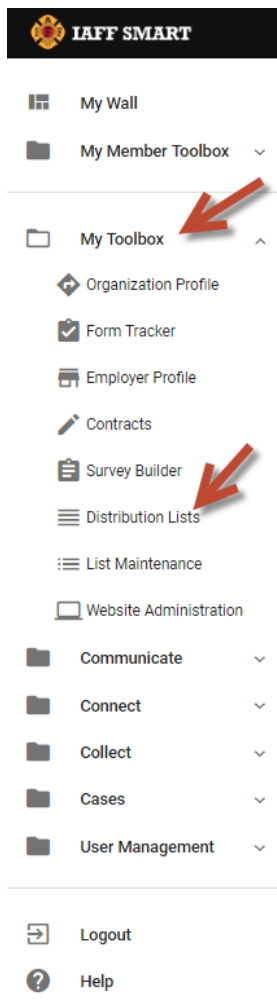 IAFF SMART
My Wall
My Member Toolbox
My Toolbox
Organization Profile
Form Tracker
Employer Profile
Contracts
Survey Builder
Distribution Lists
List Maintenance
Website Administration
Communicate
Connect
Collect
Cases
User Management
Logout
Help